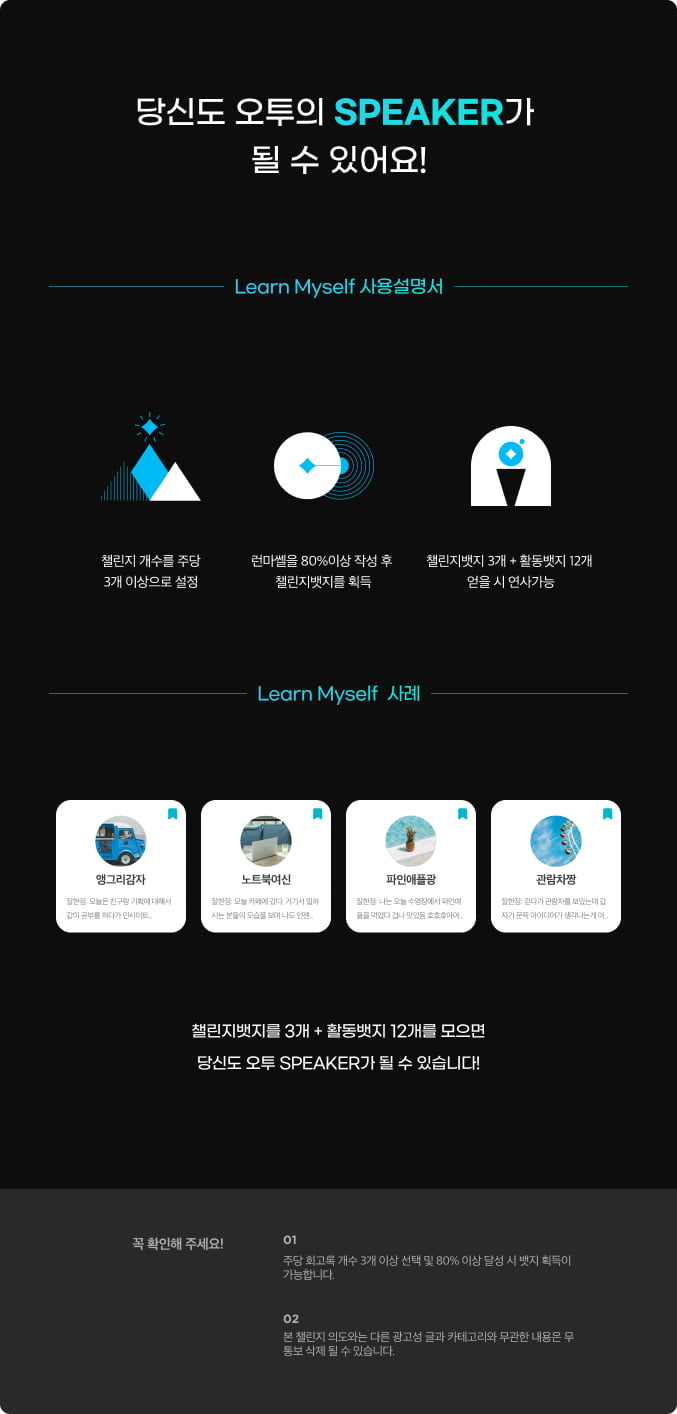 당신도 오투의 SPEAKER가
될 수 있어요!
Learn Myself 사용설명서
챌린지 개수를 주당
3개 이상으로 설정
런마쎌을 80%이상 작성 후
챌린지뱃지를 획득
챌린지뱃지 3개 + 활동뱃지 12개
얻을 시 연사가능
Learn Myself 사례
앵그리감자
잘한점: 모늘은 친구랑 기획에 대해서
같이 공부를 하다가 인사이트...
노트북여신
잘한점: 모늘 카페에 갔다. 거기서 일하
시는 분들의 모습을 보며 나도 언젠...
파인애플광
잘한점: 나는 오늘 수영장에서 파인애
플을 먹었다 겁나 맛있음 호호호아아...
관람차짱
잘한점: 걷다가 관람차를 보았는데 갑
자기 문득 아이디어가 생각나는게 아...
챌린지뱃지를 3개 + 활동뱃지 12개를 모으면
당신도 오투 SPEAKER가 될 수 있습니다!
꼭 확인해 주세요!
01
주당 회고록 개수 3개 이상 선택 및 80% 이상 달성 시 뱃지 획득이
가능합니다.
02
본 챌린지 의도와는 다른 광고성 글과 카테고리와 무관한 내용은 무
통보 삭제 될 수 있습니다.